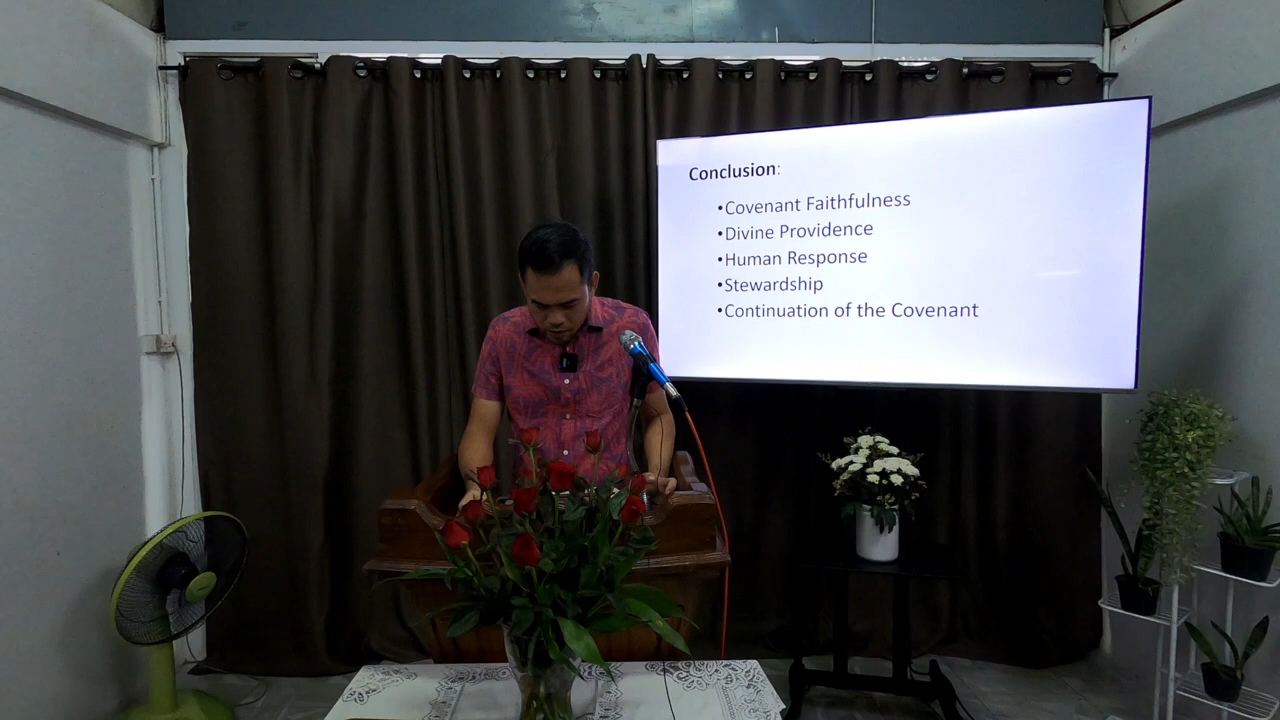 Conclusion:
•Covenant Faithfulness
•Divine Providence
•Human Response
•Stewardship
•Continuation of the Covenant